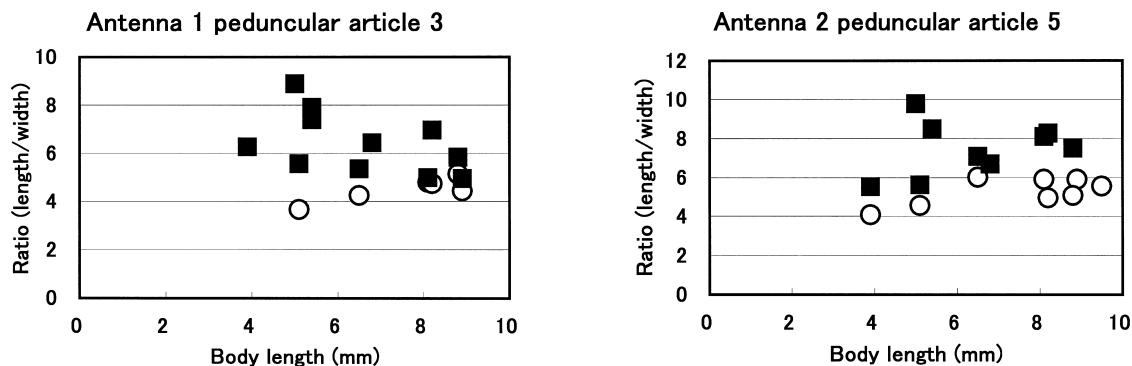 Antenna 1 peduncular article 3
Ratio (length/width)
10
8
6
4
2
0
0 2 4 6 8 10
Body length (mm)
Antenna 2 peduncular article 5
Ratio (length/width)
12
10
8
6
4
2
0
0 2 4 6 8 10
Body length (mm)